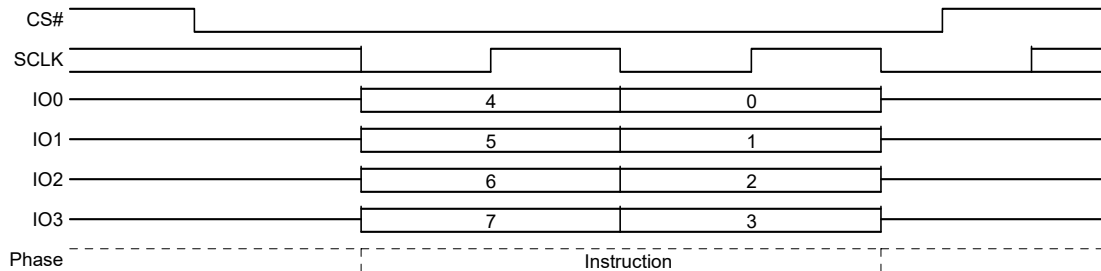 CS#
SCLK
IO0 4 0
IO1 5 1
IO2 6 2
IO3 7 3
Phase Instruction